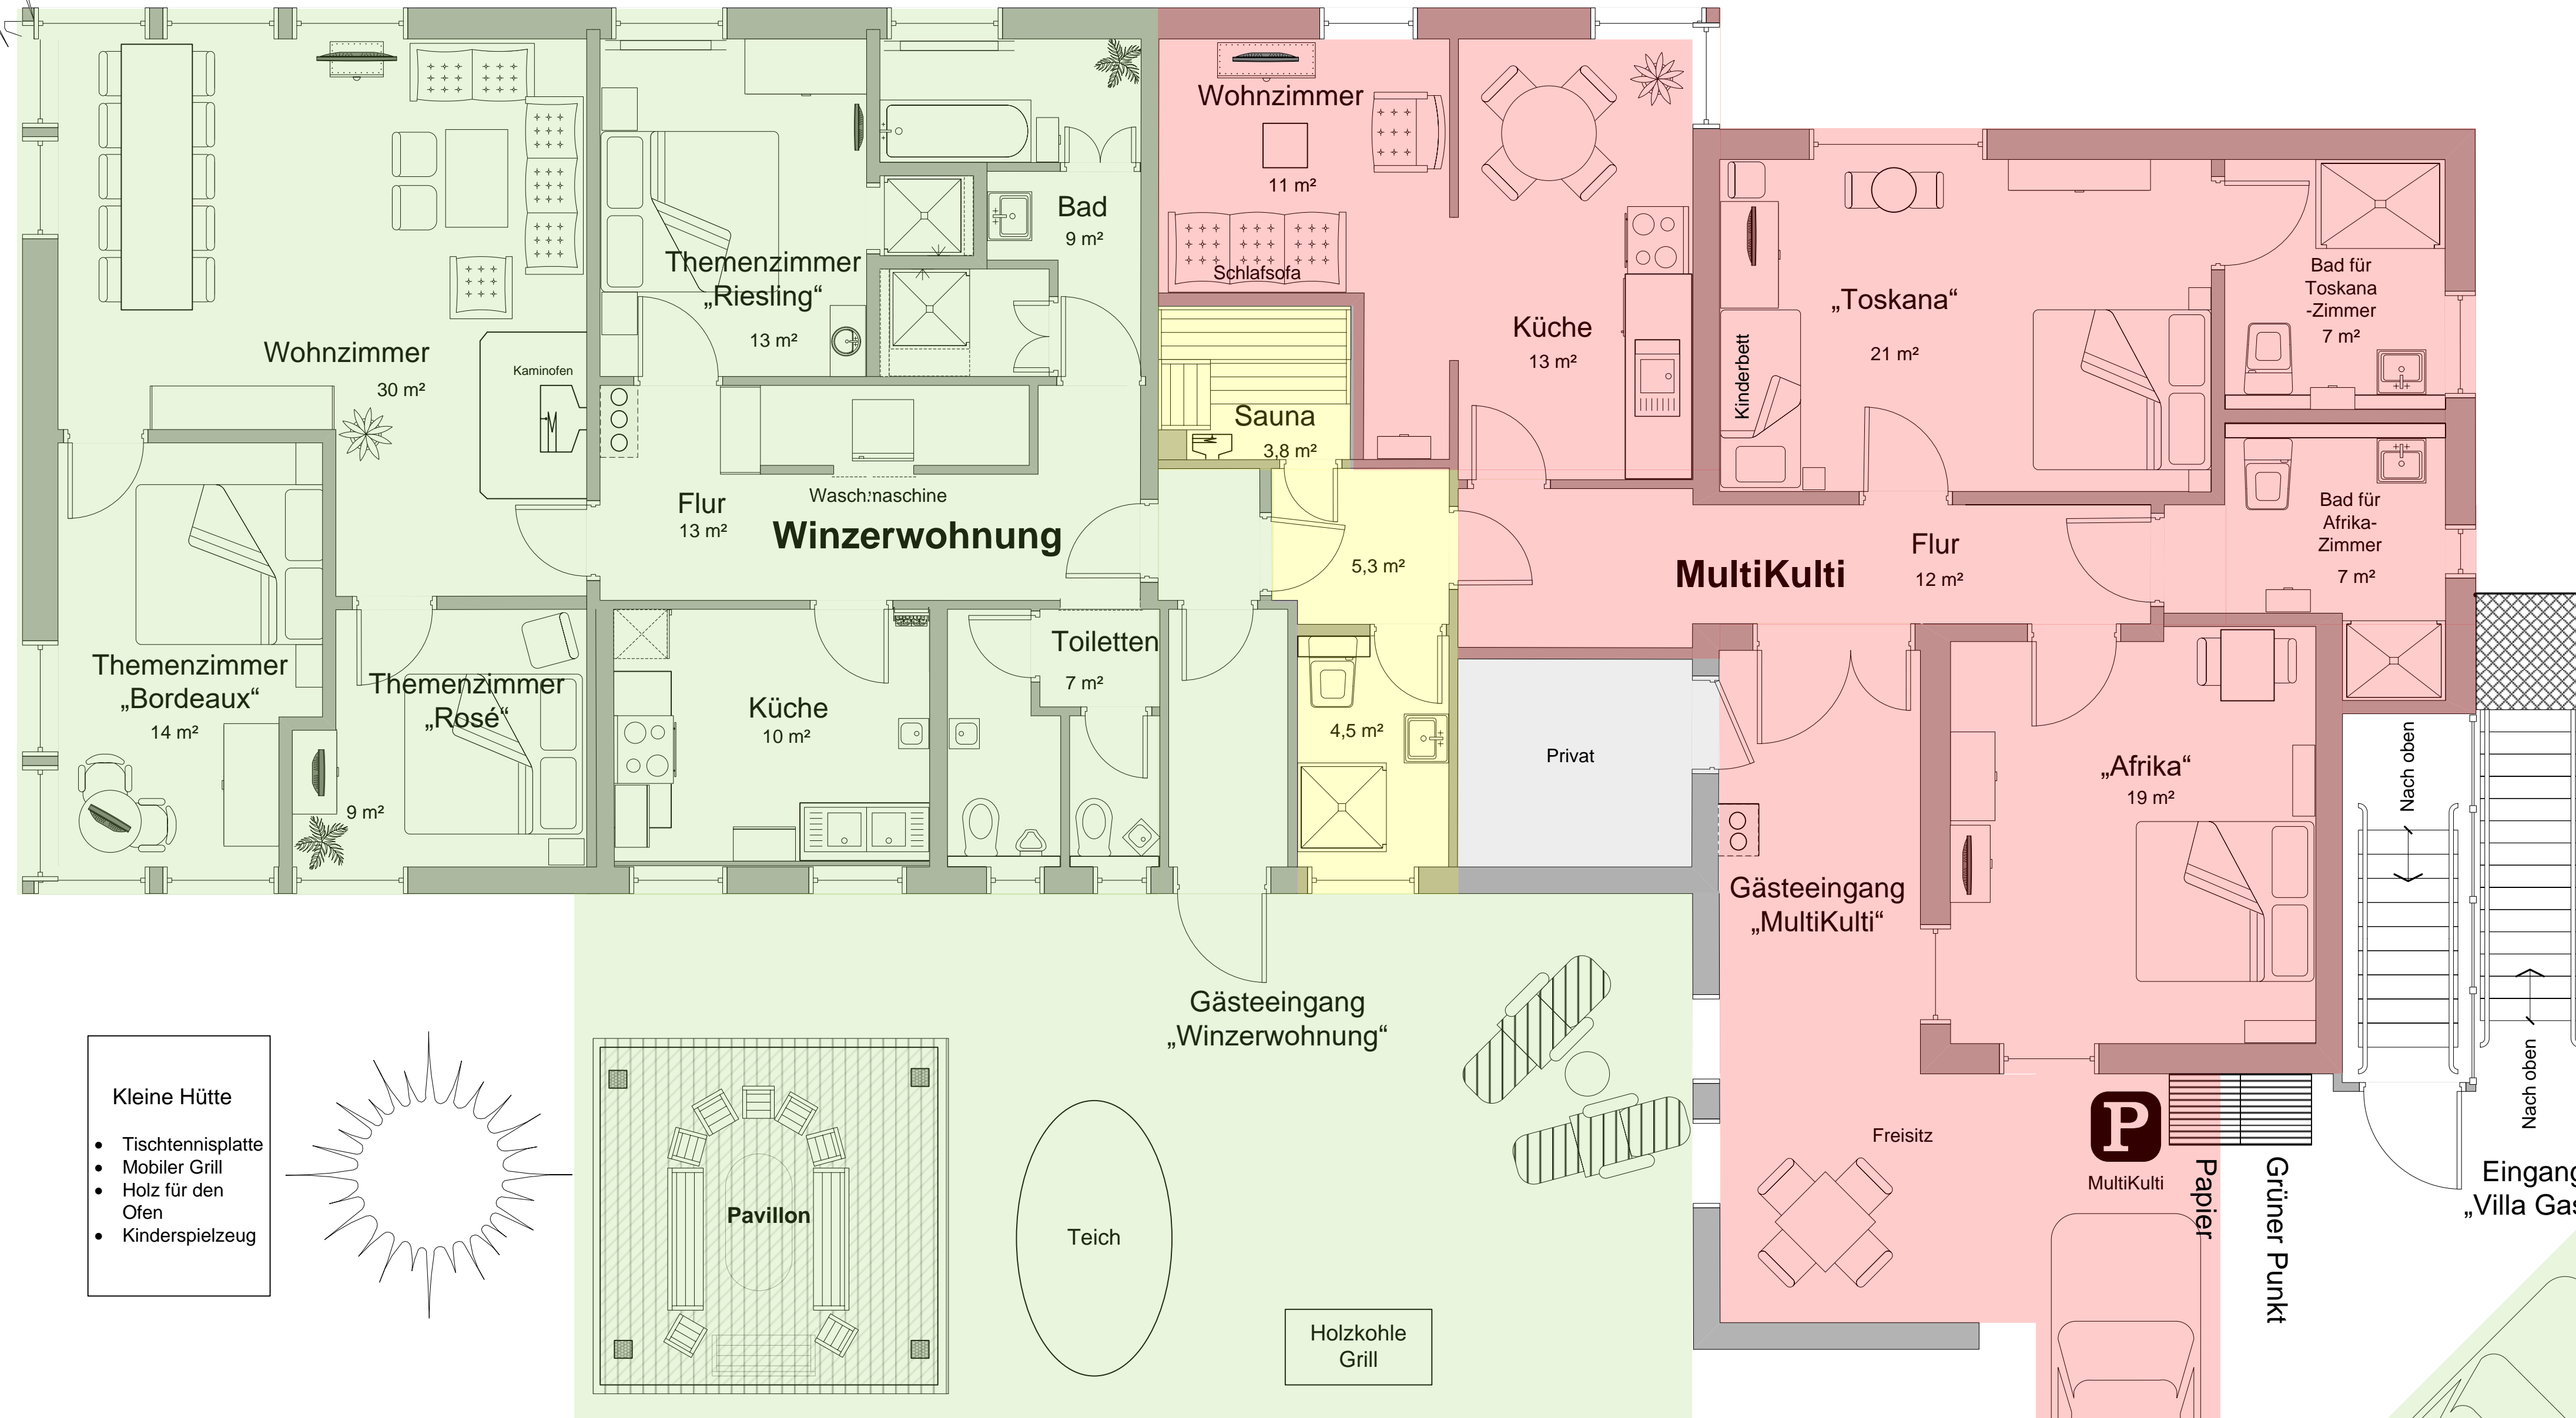 Wohnzimmer
30 m²
Kaminofen
Themenzimmer
„Riesling“
13 m²
Bad
9 m²
Wohnzimmer
11 m²
Schlafsofa
Küche
13 m²
„Toskana“
21 m²
Kinderbett
Bad für
Toskana
-Zimmer
7 m²
Sauna
3,8 m²
Flur
13 m²
Waschmaschine
Winzerwohnung
5,3 m²
MultiKulti
Flur
12 m²
Bad für
Afrika-
Zimmer
7 m²
Themenzimmer
„Bordeaux“
14 m²
Themenzimmer
„Rosé“
9 m²
Küche
10 m²
Toiletten
7 m²
4,5 m²
Privat
„Afrika“
19 m²
Nach oben
Gästeeingang
„MultiKulti“
Gästeeingang
„Winzerwohnung“
Kleine Hütte
• Tischtennisplatte
• Mobiler Grill
• Holz für den
Ofen
• Kinderspielzeug
Pavillon
Teich
Holzkohle
Grill
Freisitz
P
MultiKulti
Papier
Grüner Punkt
Nach oben
Eingang
„Villa Gas